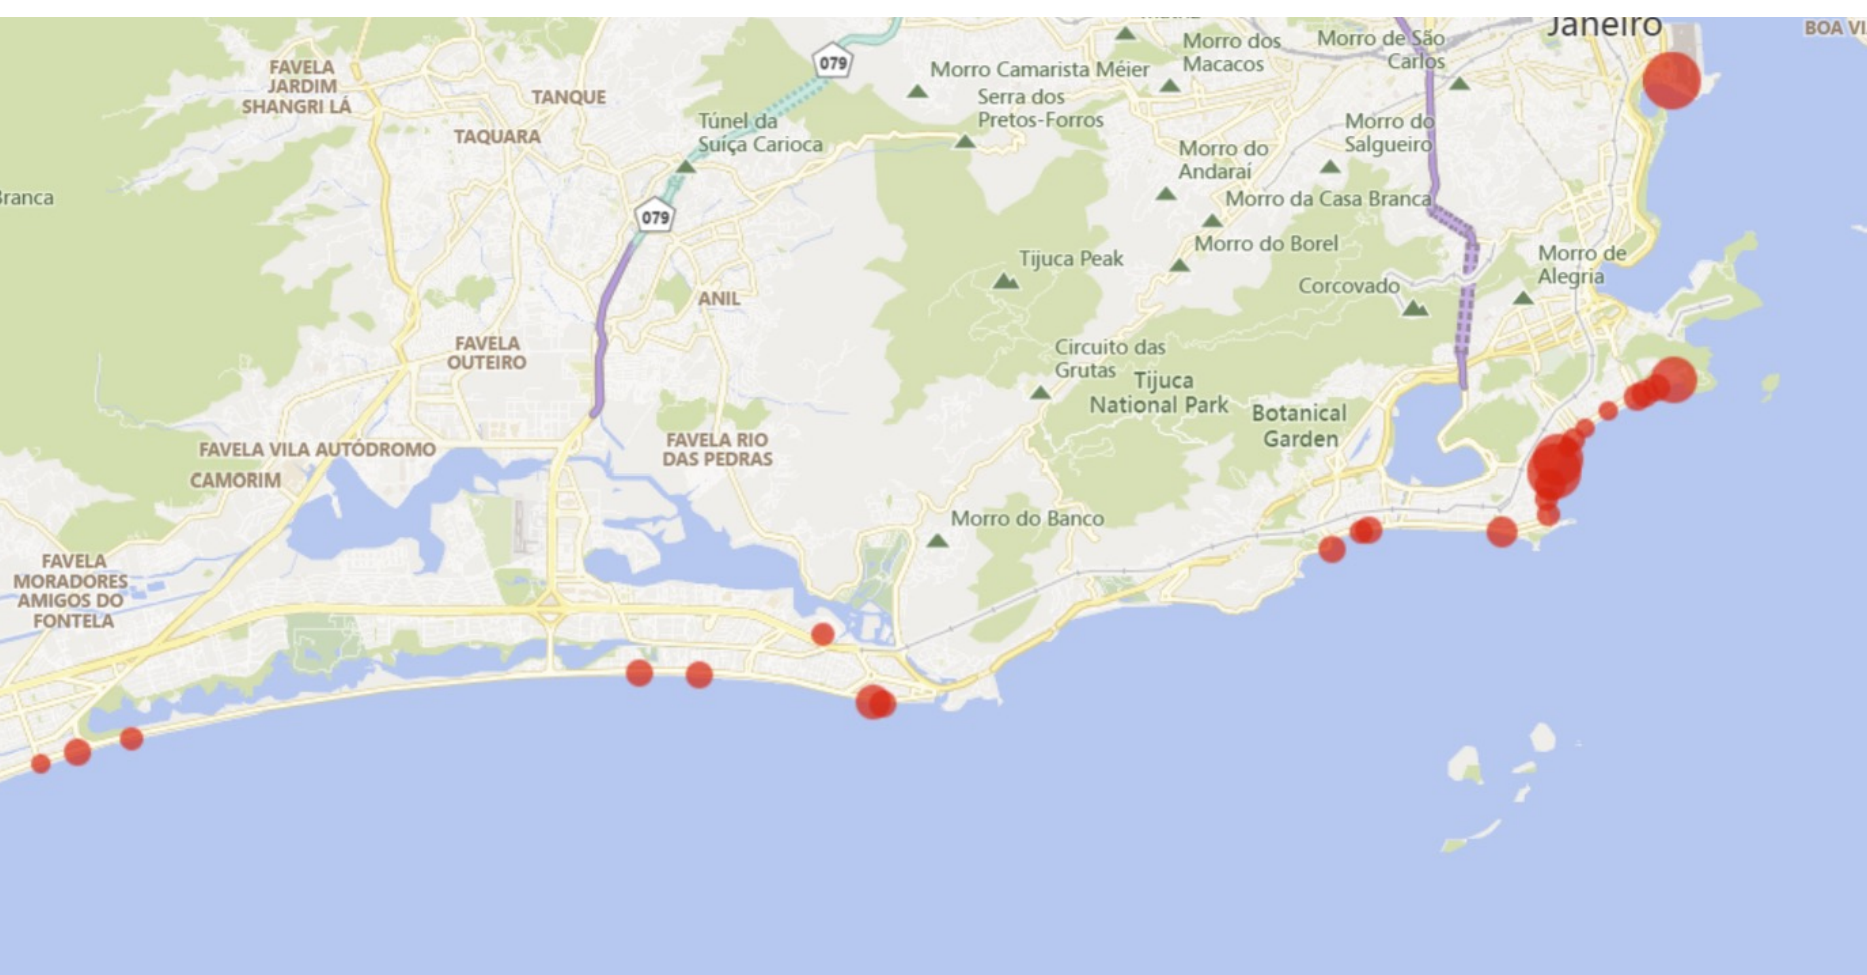 Janeiro
BOA VI
FAVELA
JARDIM
SHANGRI LÁ
TANQUE
TAQUARA
079
Túnel da
Suíça Carioca
Morro Camarista Méier
Serra dos
Pretos-Forros
Morro dos
Macacos
Morro de São
Carlos
Morro do
Salgueiro
Morro do
Andaraí
Morro da Casa Branca
Branca
079
Morro do Borel
Tijuca Peak
Morro de
Alegria
Corcovado
ANIL
FAVELA
OUTEIRO
Circuito das
Grutas
Tijuca
National Park
Botanical
Garden
FAVELA VILA AUTÓDROMO
CAMORIM
FAVELA RIO
DAS PEDRAS
Morro do Banco
FAVELA
MORADORES
AMIGOS DO
FONTELA